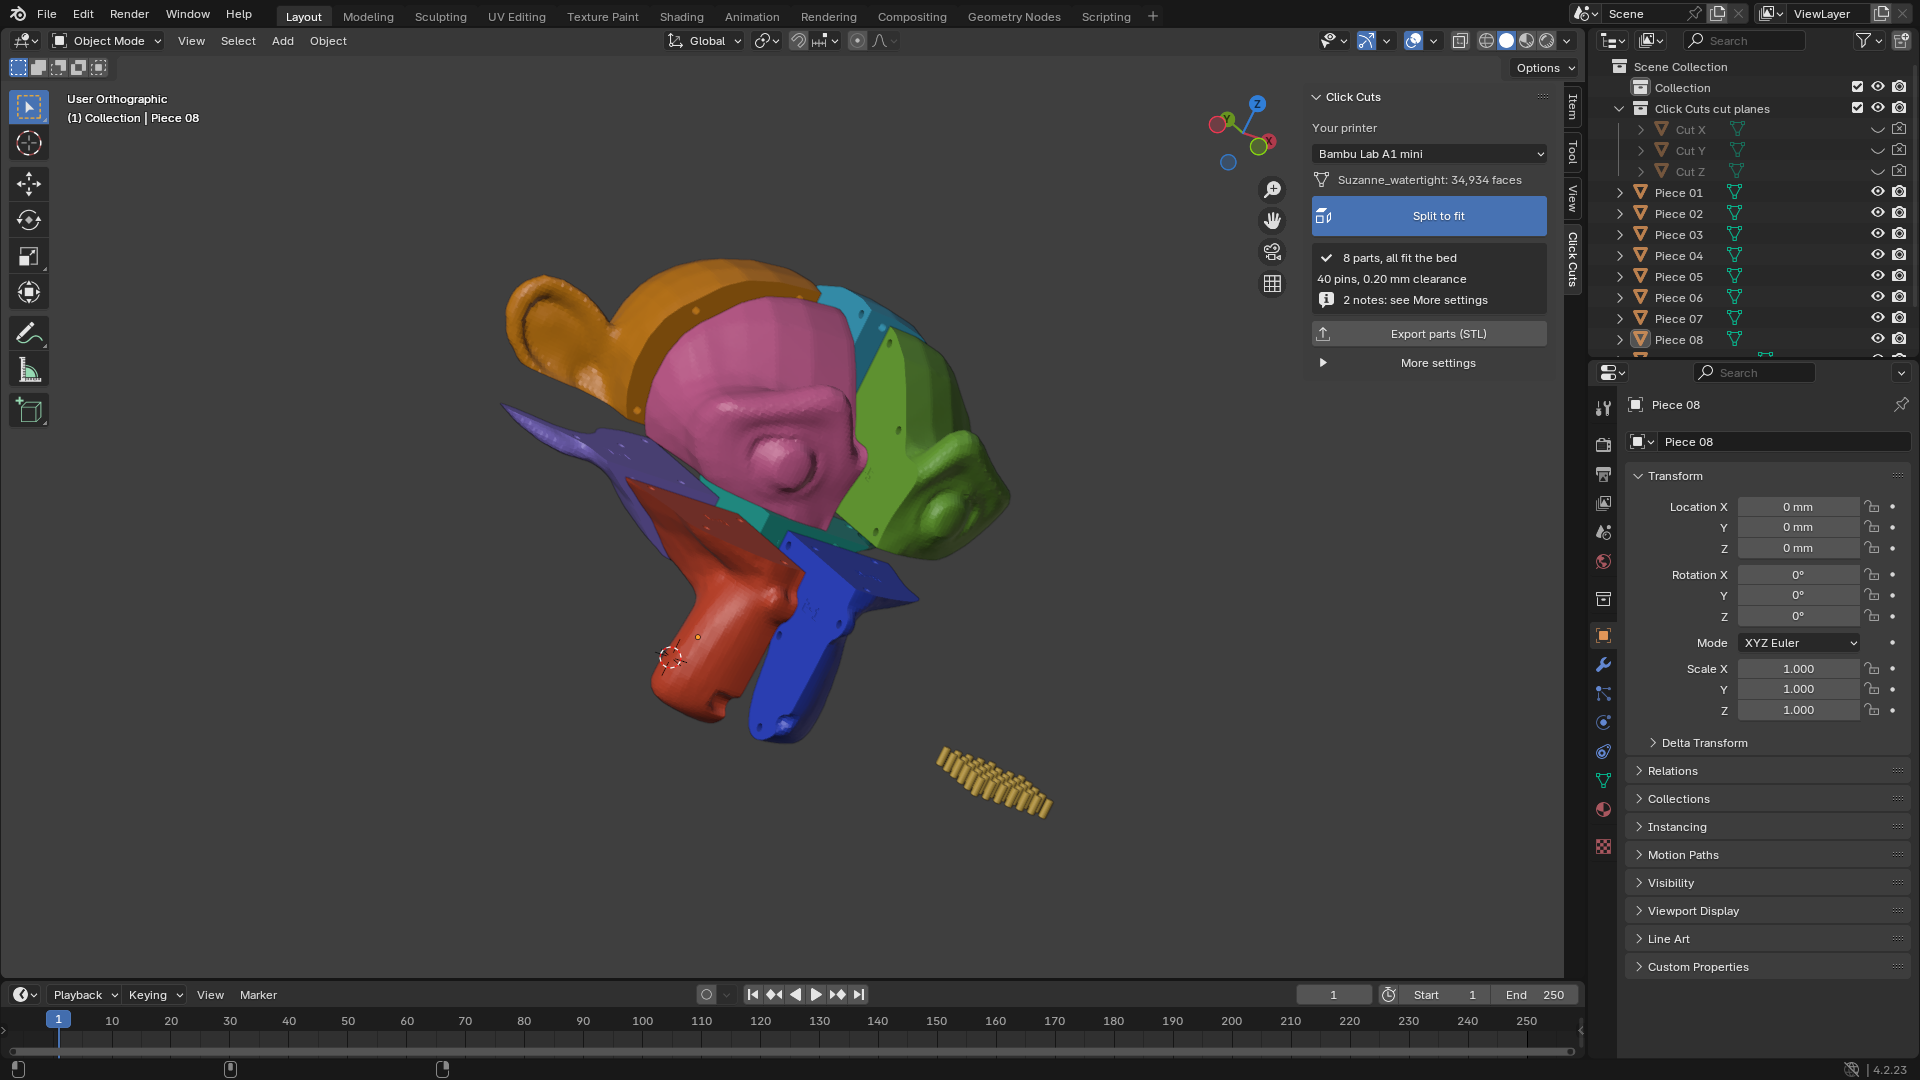 File Edit Render Window Help
Layout Modeling Sculpting UV Editing Texture Paint Shading Animation Rendering Compositing Geometry Nodes Scripting
Scene
ViewLayer
Object Mode View Select Add Object
Global
Search
Options
User Orthographic
(1) Collection | Piece 08
Z
Y
X
Click Cuts
Your printer
Bambu Lab A1 mini
Suzanne_watertight: 34,934 faces
Split to fit
8 parts, all fit the bed
40 pins, 0.20 mm clearance
2 notes: see More settings
Export parts (STL)
More settings
Item
Tool
View
Click Cuts
Scene Collection
Collection
Click Cuts cut planes
Cut X
Cut Y
Cut Z
Piece 01
Piece 02
Piece 03
Piece 04
Piece 05
Piece 06
Piece 07
Piece 08
Search
Piece 08
Piece 08
Transform
Location X 0 mm
Y 0 mm
Z 0 mm
Rotation X 0°
Y 0°
Z 0°
Mode XYZ Euler
Scale X 1.000
Y 1.000
Z 1.000
Delta Transform
Relations
Collections
Instancing
Motion Paths
Visibility
Viewport Display
Line Art
Custom Properties
Playback Keying View Marker
1 Start 1 End 250
1 10 20 30 40 50 60 70 80 90 100 110 120 130 140 150 160 170 180 190 200 210 220 230 240 250
4.2.23